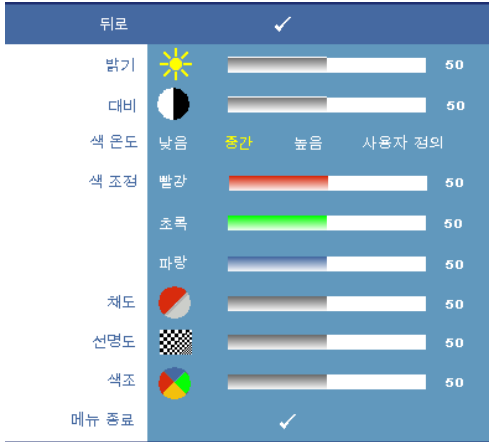 뒤로
밝기 50
대비 50
색 온도 낮음 중간 높음 사용자 정의
색 조정 빨강 50
초록 50
파랑 50
채도 50
선명도 50
색조 50
메뉴 종료